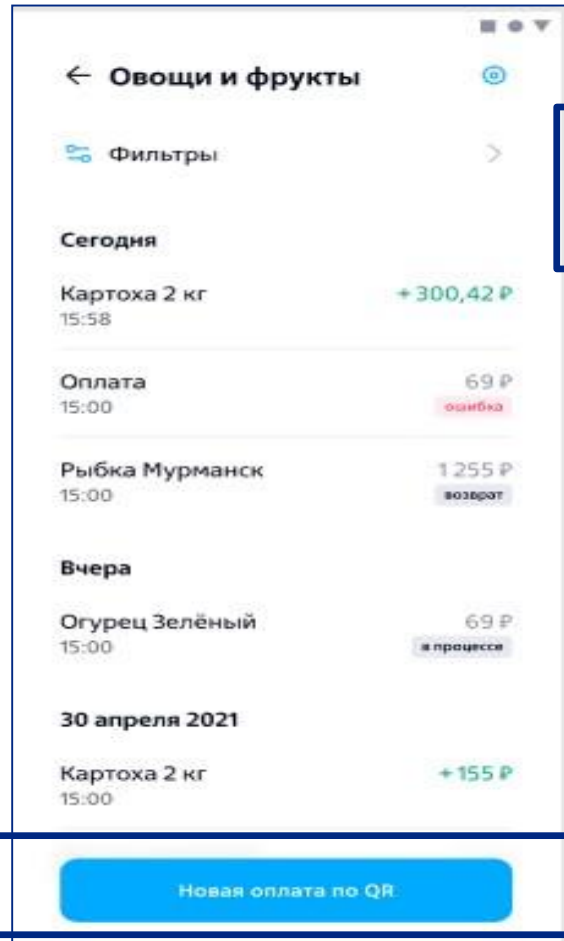 Овощи и фрукты
Фильтры
Сегодня
Картоха 2 кг +300,42 ₽
15:58
Оплата 69 ₽
15:00 ошибка
Рыбка Мурманск 1 255 ₽
15:00 возврат
Вчера
Огурец Зелёный 69 ₽
15:00 в процессе
30 апреля 2021
Картоха 2 кг +155 ₽
15:00
Новая оплата по QR